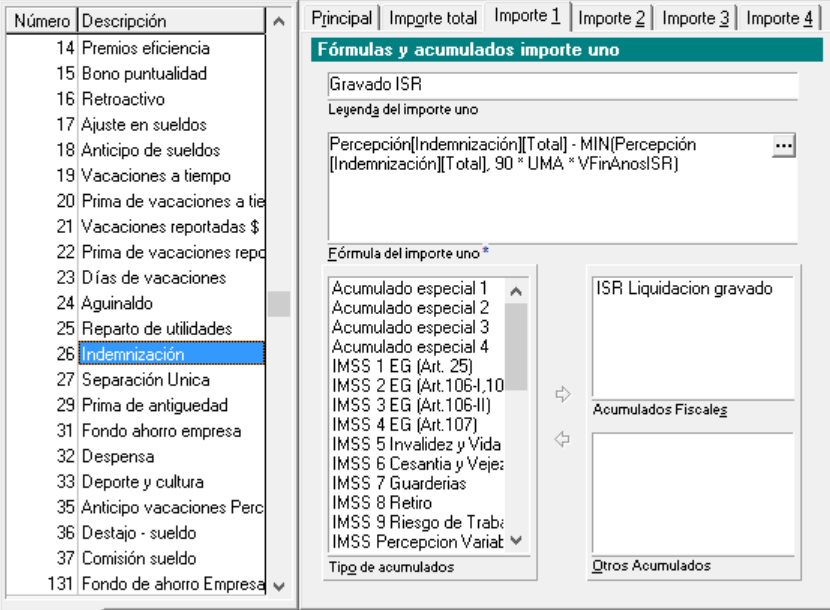 Número Descripción
14 Premios eficiencia
15 Bono puntualidad
16 Retroactivo
17 Ajuste en sueldos
18 Anticipo de sueldos
19 Vacaciones a tiempo
20 Prima de vacaciones a tie
21 Vacaciones reportadas $
22 Prima de vacaciones repo
23 Días de vacaciones
24 Aguinaldo
25 Reparto de utilidades
26 Indemnización
27 Separación Unica
29 Prima de antiguedad
31 Fondo ahorro empresa
32 Despensa
33 Deporte y cultura
35 Anticipo vacaciones Perc
36 Destajo - sueldo
37 Comisión sueldo
131 Fondo de ahorro Empresa
Principal Importe total Importe 1 Importe 2 Importe 3 Importe 4
Fórmulas y acumulados importe uno
Gravado ISR
Leyenda del importe uno
Percepción[Indemnización][Total] - MIN(Percepción
[Indemnización][Total], 90 * UMA * VFinAnosISR)
...
Fórmula del importe uno *
Acumulado especial 1
Acumulado especial 2
Acumulado especial 3
Acumulado especial 4
IMSS 1 EG (Art. 25)
IMSS 2 EG (Art.106-I,10
IMSS 3 EG (Art.106-II)
IMSS 4 EG (Art.107)
IMSS 5 Invalidez y Vida
IMSS 6 Cesantia y Vejez
IMSS 7 Guarderias
IMSS 8 Retiro
IMSS 9 Riesgo de Traba
IMSS Percepcion Variab
Tipo de acumulados
ISR Liquidacion gravado
Acumulados Fiscales
Otros Acumulados